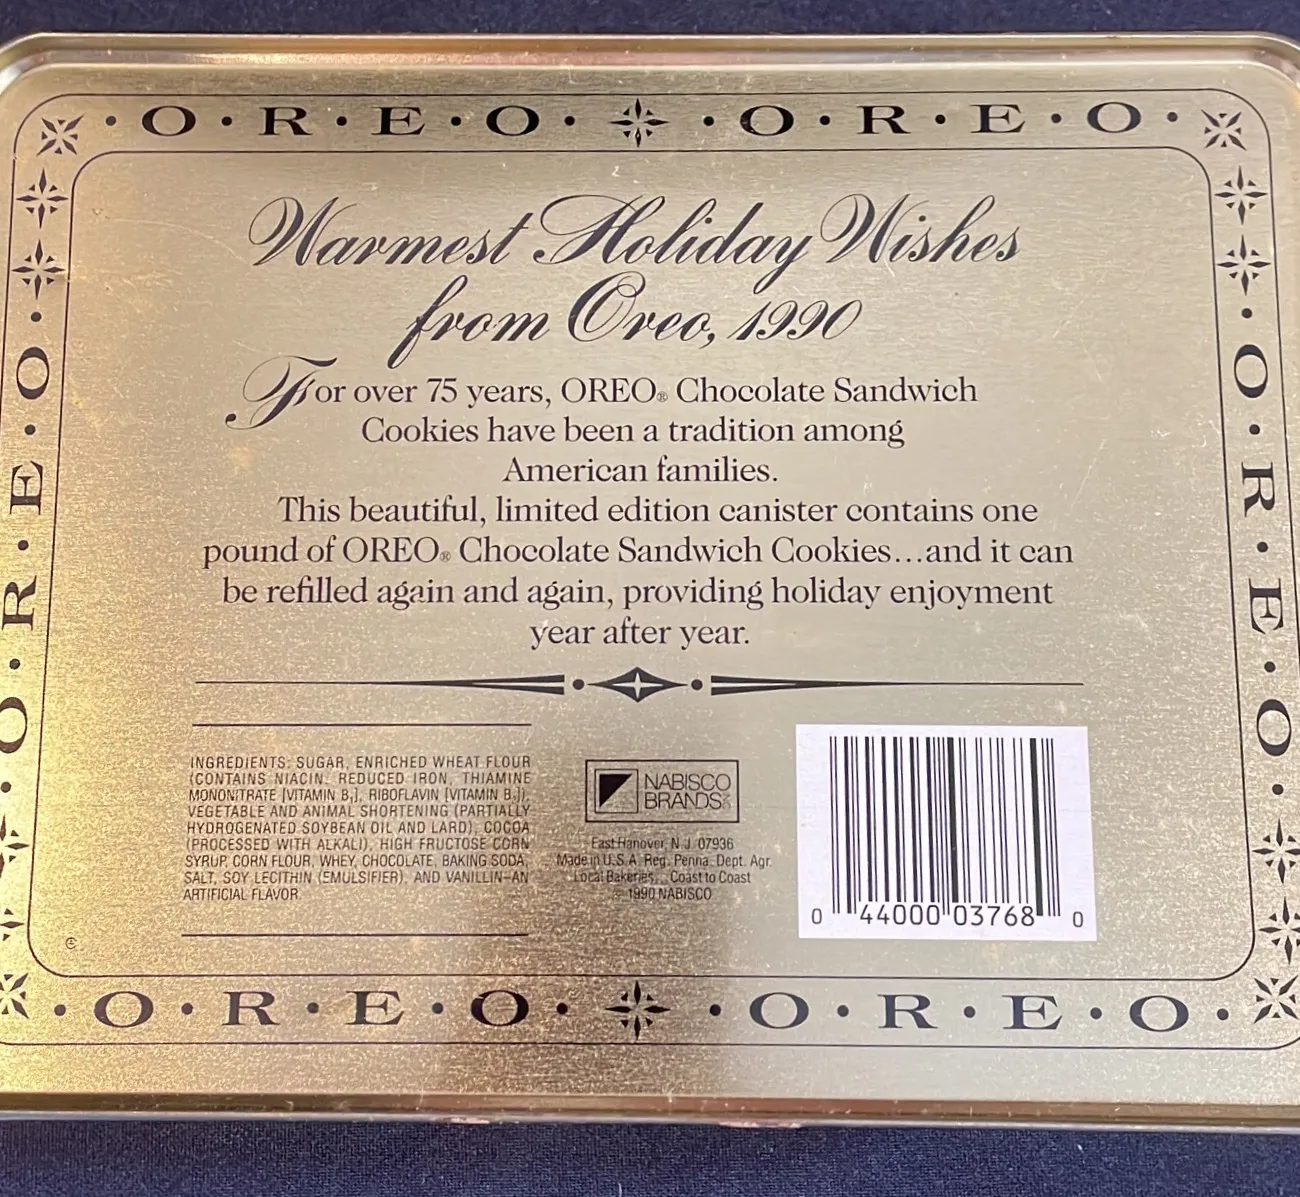 O·R·E·O· ·O·R·E·O
Warmest Holiday Wishes
from Oreo, 1990
For over 75 years, OREO® Chocolate Sandwich
Cookies have been a tradition among
American families.
This beautiful, limited edition canister contains one
pound of OREO® Chocolate Sandwich Cookies...and it can
be refilled again and again, providing holiday enjoyment
year after year.
INGREDIENTS: SUGAR, ENRICHED WHEAT FLOUR
(CONTAINS NIACIN, REDUCED IRON, THIAMINE
MONONITRATE [VITAMIN B₁], RIBOFLAVIN [VITAMIN B₂]),
VEGETABLE AND ANIMAL SHORTENING (PARTIALLY
HYDROGENATED SOYBEAN OIL AND LARD), COCOA
(PROCESSED WITH ALKALI), HIGH FRUCTOSE CORN
SYRUP, CORN FLOUR, WHEY, CHOCOLATE, BAKING SODA,
SALT, SOY LECITHIN (EMULSIFIER), AND VANILLIN–AN
ARTIFICIAL FLAVOR.
NABISCO
BRANDS
East Hanover, N.J. 07936
Made in U.S.A. Reg. Penna. Dept. Agr.
Local Bakeries... Coast to Coast
© 1990 NABISCO
0 44000 03768 0
O·R·E·O
O·R·E·O
O·R·E·O· ·O·R·E·O